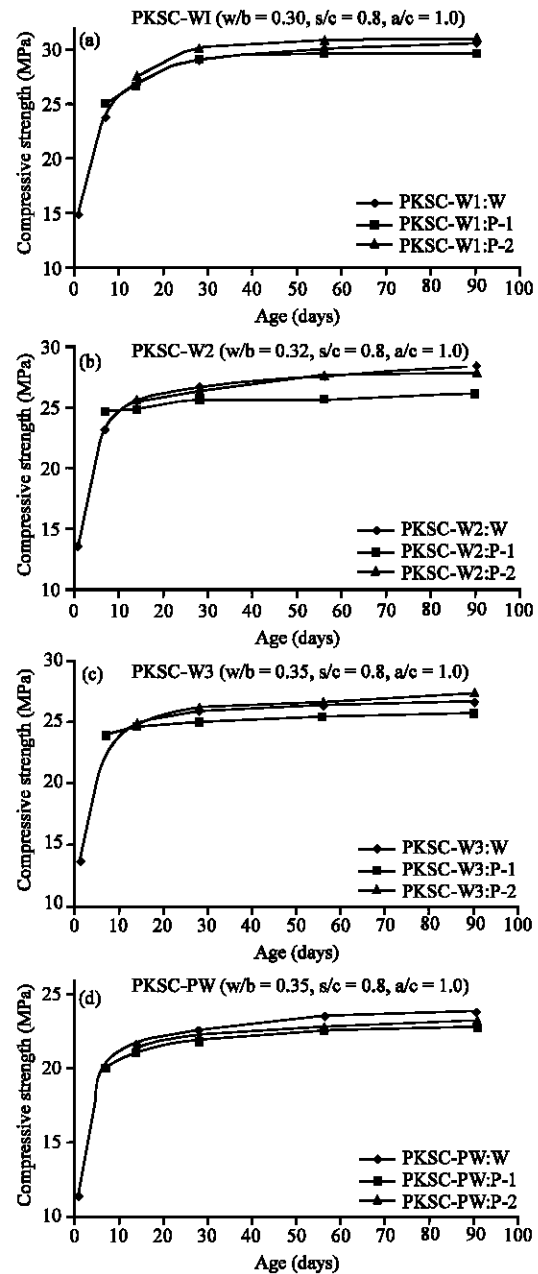 PKSC-WI (w/b = 0.30, s/c = 0.8, a/c = 1.0)
(a)
Compressive strength (MPa)
30
25
20
15
10
PKSC-W1:W
PKSC-W1:P-1
PKSC-W1:P-2
0 10 20 30 40 50 60 70 80 90 100
Age (days)
PKSC-W2 (w/b = 0.32, s/c = 0.8, a/c = 1.0)
(b)
Compressive strength (MPa)
30
25
20
15
10
PKSC-W2:W
PKSC-W2:P-1
PKSC-W2:P-2
0 10 20 30 40 50 60 70 80 90 100
Age (days)
PKSC-W3 (w/b = 0.35, s/c = 0.8, a/c = 1.0)
(c)
Compressive strength (MPa)
30
25
20
15
10
PKSC-W3:W
PKSC-W3:P-1
PKSC-W3:P-2
0 10 20 30 40 50 60 70 80 90 100
Age (days)
PKSC-PW (w/b = 0.35, s/c = 0.8, a/c = 1.0)
(d)
Compressive strength (MPa)
25
20
15
10
PKSC-PW:W
PKSC-PW:P-1
PKSC-PW:P-2
0 10 20 30 40 50 60 70 80 90 100
Age (days)